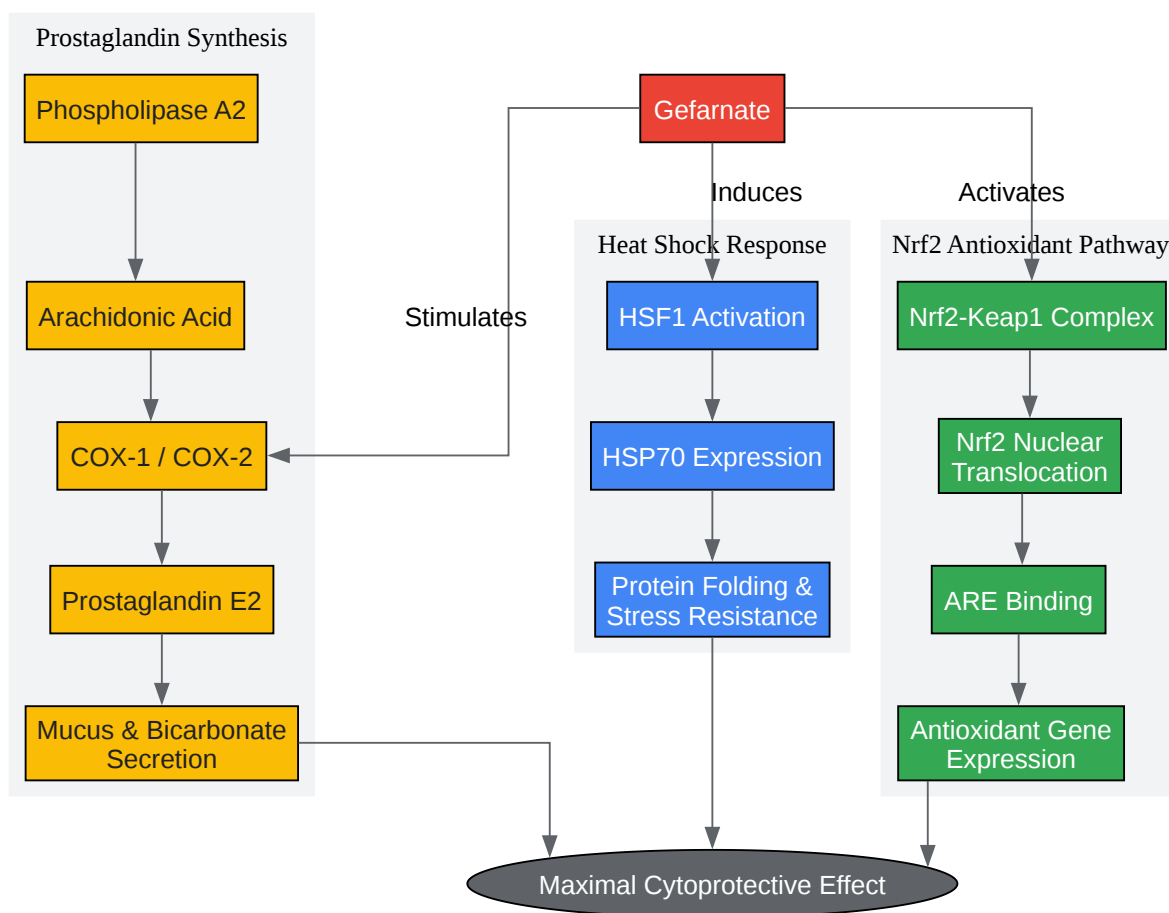 Prostaglandin Synthesis
Phospholipase A2
Gefarnate
Induces
Activates
Heat Shock Response
Nrf2 Antioxidant Pathway
Arachidonic Acid
Stimulates
HSF1 Activation
Nrf2-Keap1 Complex
COX-1 / COX-2
HSP70 Expression
Nrf2 Nuclear
Translocation
Prostaglandin E2
Protein Folding &
Stress Resistance
ARE Binding
Mucus & Bicarbonate
Secretion
Antioxidant Gene
Expression
Maximal Cytoprotective Effect